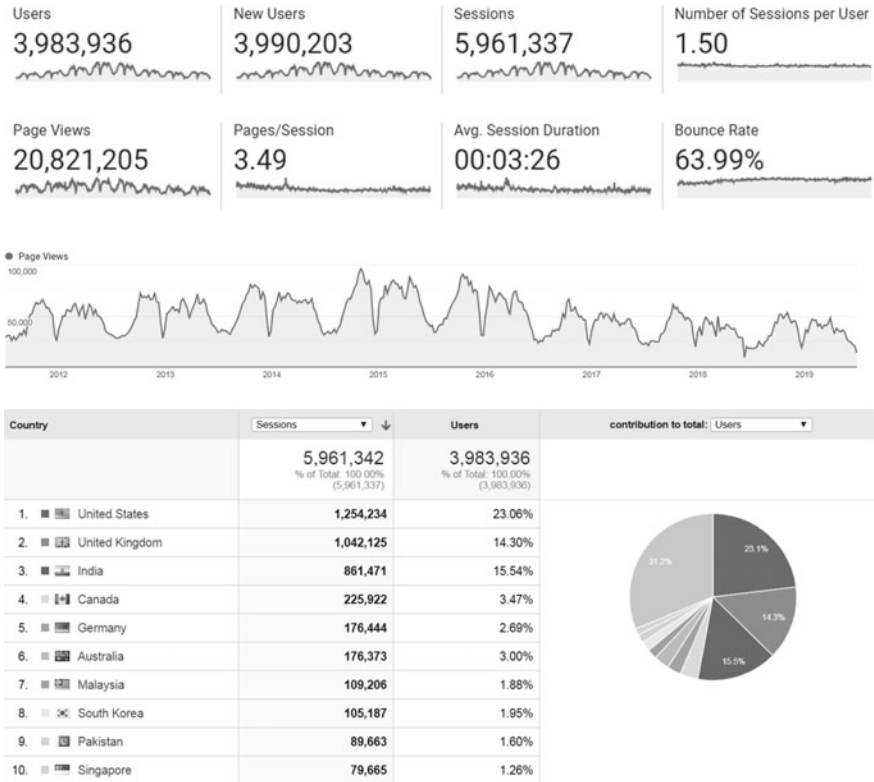 Users
3,983,936
New Users
3,990,203
Sessions
5,961,337
Number of Sessions per User
1.50
Page Views
20,821,205
Pages/Session
3.49
Avg. Session Duration
00:03:26
Bounce Rate
63.99%
Page Views
100,000
50,000
2012 2013 2014 2015 2016 2017 2018 2019
Country Sessions Users contribution to total: Users
5,961,342 3,983,936
% of Total: 100.00% % of Total: 100.00%
(5,961,337) (3,983,936)
1. United States 1,254,234 23.06%
2. United Kingdom 1,042,125 14.30%
3. India 861,471 15.54%
4. Canada 225,922 3.47%
5. Germany 176,444 2.69%
6. Australia 176,373 3.00%
7. Malaysia 109,206 1.88%
8. South Korea 105,187 1.95%
9. Pakistan 89,663 1.60%
10. Singapore 79,665 1.26%
31.2%
23.1%
14.3%
15.5%